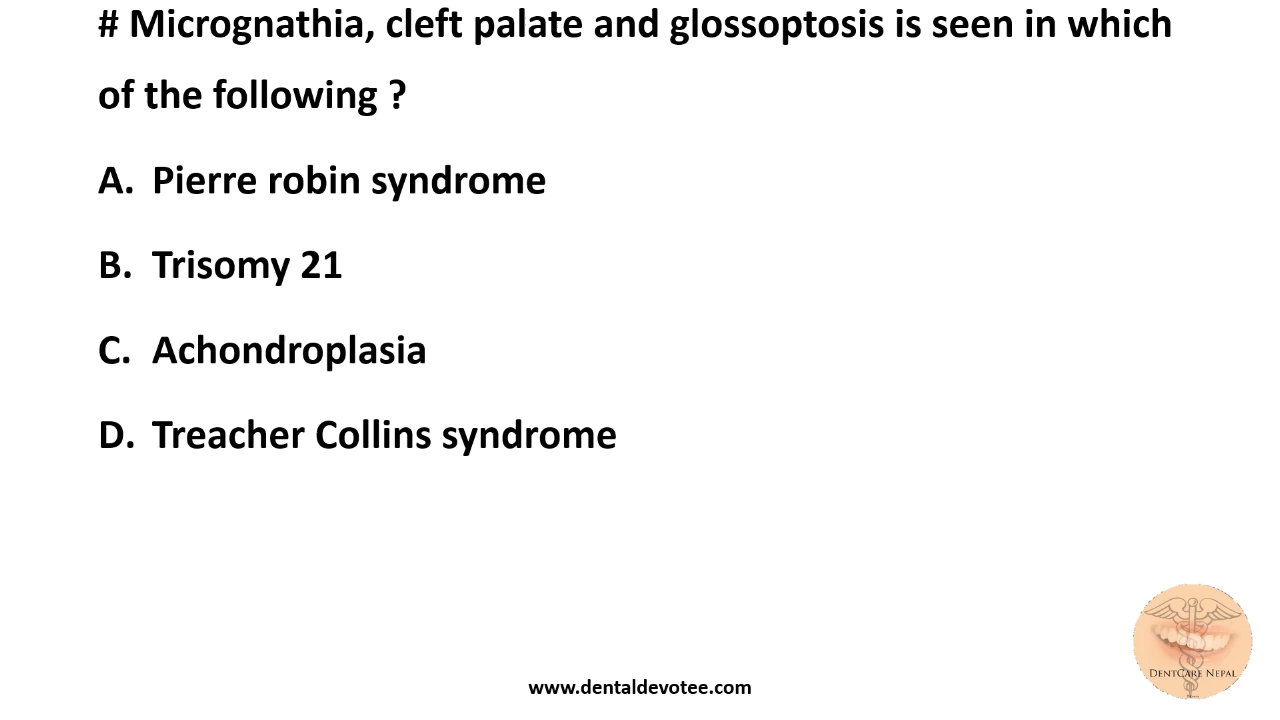 # Micrognathia, cleft palate and glossoptosis is seen in which
of the following ?
A. Pierre robin syndrome
B. Trisomy 21
C. Achondroplasia
D. Treacher Collins syndrome
DENTCARE NEPAL
www.dentaldevotee.com